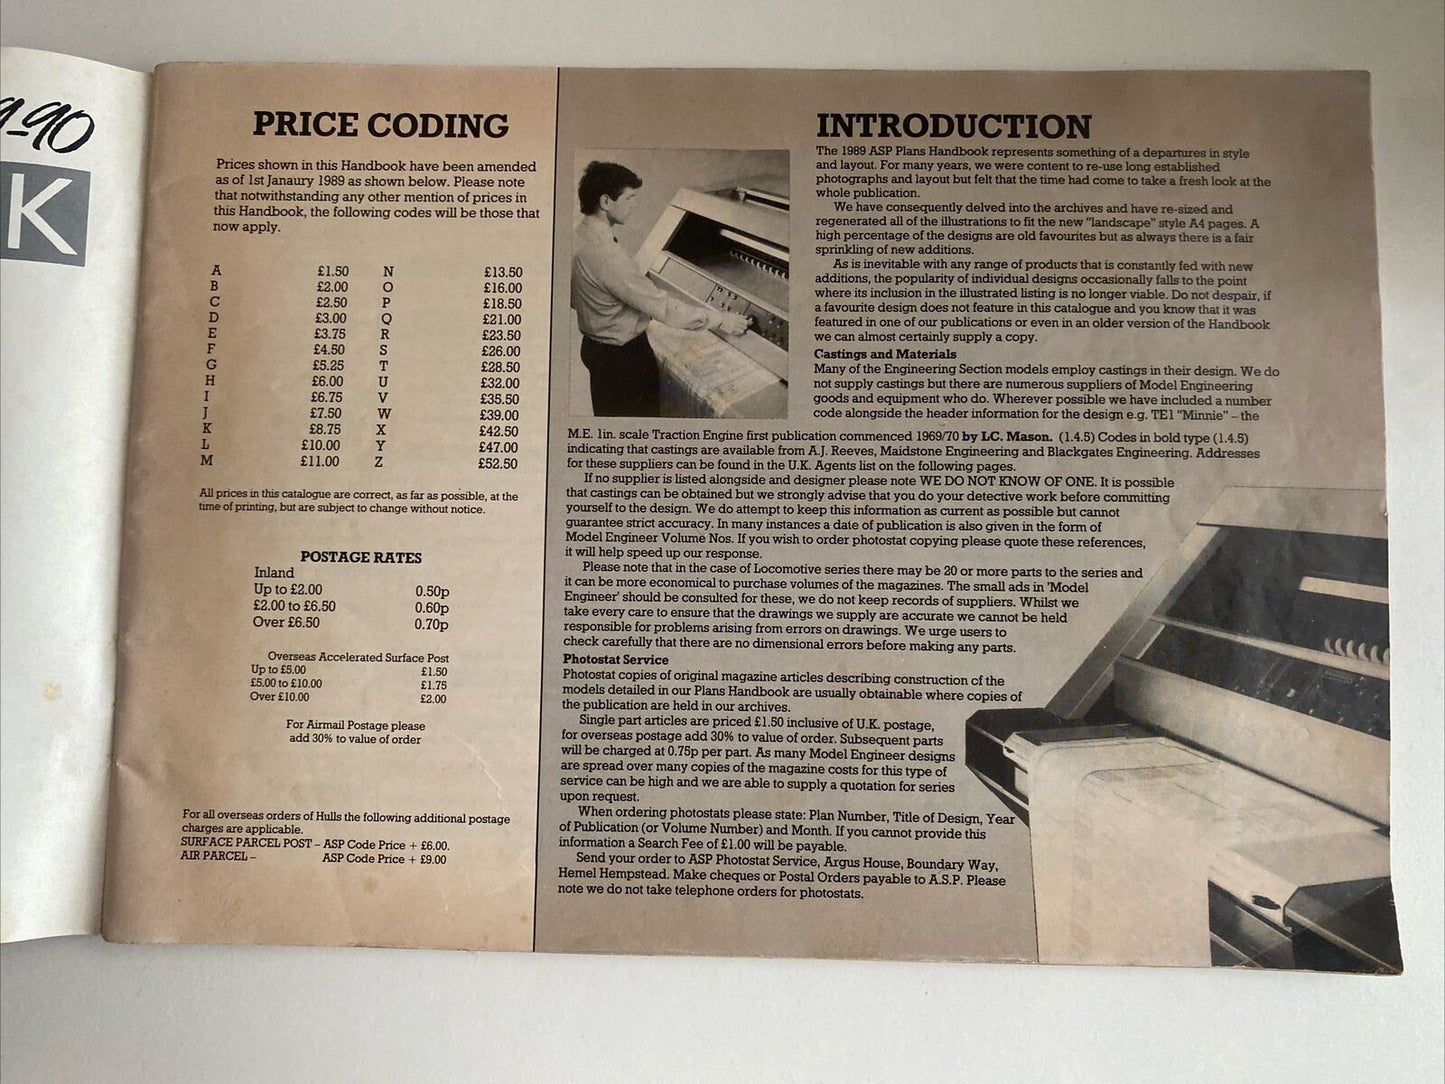 9-90
K
PRICE CODING
Prices shown in this Handbook have been amended
as of 1st Janaury 1989 as shown below. Please note
that notwithstanding any other mention of prices in
this Handbook, the following codes will be those that
now apply.
A £1.50 N £13.50
B £2.00 O £16.00
C £2.50 P £18.50
D £3.00 Q £21.00
E £3.75 R £23.50
F £4.50 S £26.00
G £5.25 T £28.50
H £6.00 U £32.00
I £6.75 V £35.50
J £7.50 W £39.00
K £8.75 X £42.50
L £10.00 Y £47.00
M £11.00 Z £52.50
All prices in this catalogue are correct, as far as possible, at the
time of printing, but are subject to change without notice.
POSTAGE RATES
Inland
Up to £2.00 0.50p
£2.00 to £6.50 0.60p
Over £6.50 0.70p
Overseas Accelerated Surface Post
Up to £5.00 £1.50
£5.00 to £10.00 £1.75
Over £10.00 £2.00
For Airmail Postage please
add 30% to value of order
For all overseas orders of Hulls the following additional postage
charges are applicable.
SURFACE PARCEL POST – ASP Code Price + £6.00.
AIR PARCEL – ASP Code Price + £9.00
INTRODUCTION
The 1989 ASP Plans Handbook represents something of a departures in style
and layout. For many years, we were content to re-use long established
photographs and layout but felt that the time had come to take a fresh look at the
whole publication.
We have consequently delved into the archives and have re-sized and
regenerated all of the illustrations to fit the new "landscape" style A4 pages. A
high percentage of the designs are old favourites but as always there is a fair
sprinkling of new additions.
As is inevitable with any range of products that is constantly fed with new
additions, the popularity of individual designs occasionally falls to the point
where its inclusion in the illustrated listing is no longer viable. Do not despair, if
a favourite design does not feature in this catalogue and you know that it was
featured in one of our publications or even in an older version of the Handbook
we can almost certainly supply a copy.
Castings and Materials
Many of the Engineering Section models employ castings in their design. We do
not supply castings but there are numerous suppliers of Model Engineering
goods and equipment who do. Wherever possible we have included a number
code alongside the header information for the design e.g. TE1 "Minnie" – the
M.E. 1in. scale Traction Engine first publication commenced 1969/70 by LC. Mason. (1.4.5) Codes in bold type (1.4.5)
indicating that castings are available from A.J. Reeves, Maidstone Engineering and Blackgates Engineering. Addresses
for these suppliers can be found in the U.K. Agents list on the following pages.
If no supplier is listed alongside and designer please note WE DO NOT KNOW OF ONE. It is possible
that castings can be obtained but we strongly advise that you do your detective work before committing
yourself to the design. We do attempt to keep this information as current as possible but cannot
guarantee strict accuracy. In many instances a date of publication is also given in the form of
Model Engineer Volume Nos. If you wish to order photostat copying please quote these references,
it will help speed up our response.
Please note that in the case of Locomotive series there may be 20 or more parts to the series and
it can be more economical to purchase volumes of the magazines. The small ads in 'Model
Engineer' should be consulted for these, we do not keep records of suppliers. Whilst we
take every care to ensure that the drawings we supply are accurate we cannot be held
responsible for problems arising from errors on drawings. We urge users to
check carefully that there are no dimensional errors before making any parts.
Photostat Service
Photostat copies of original magazine articles describing construction of the
models detailed in our Plans Handbook are usually obtainable where copies of
the publication are held in our archives.
Single part articles are priced £1.50 inclusive of U.K. postage,
for overseas postage add 30% to value of order. Subsequent parts
will be charged at 0.75p per part. As many Model Engineer designs
are spread over many copies of the magazine costs for this type of
service can be high and we are able to supply a quotation for series
upon request.
When ordering photostats please state: Plan Number, Title of Design, Year
of Publication (or Volume Number) and Month. If you cannot provide this
information a Search Fee of £1.00 will be payable.
Send your order to ASP Photostat Service, Argus House, Boundary Way,
Hemel Hempstead. Make cheques or Postal Orders payable to A.S.P. Please
note we do not take telephone orders for photostats.